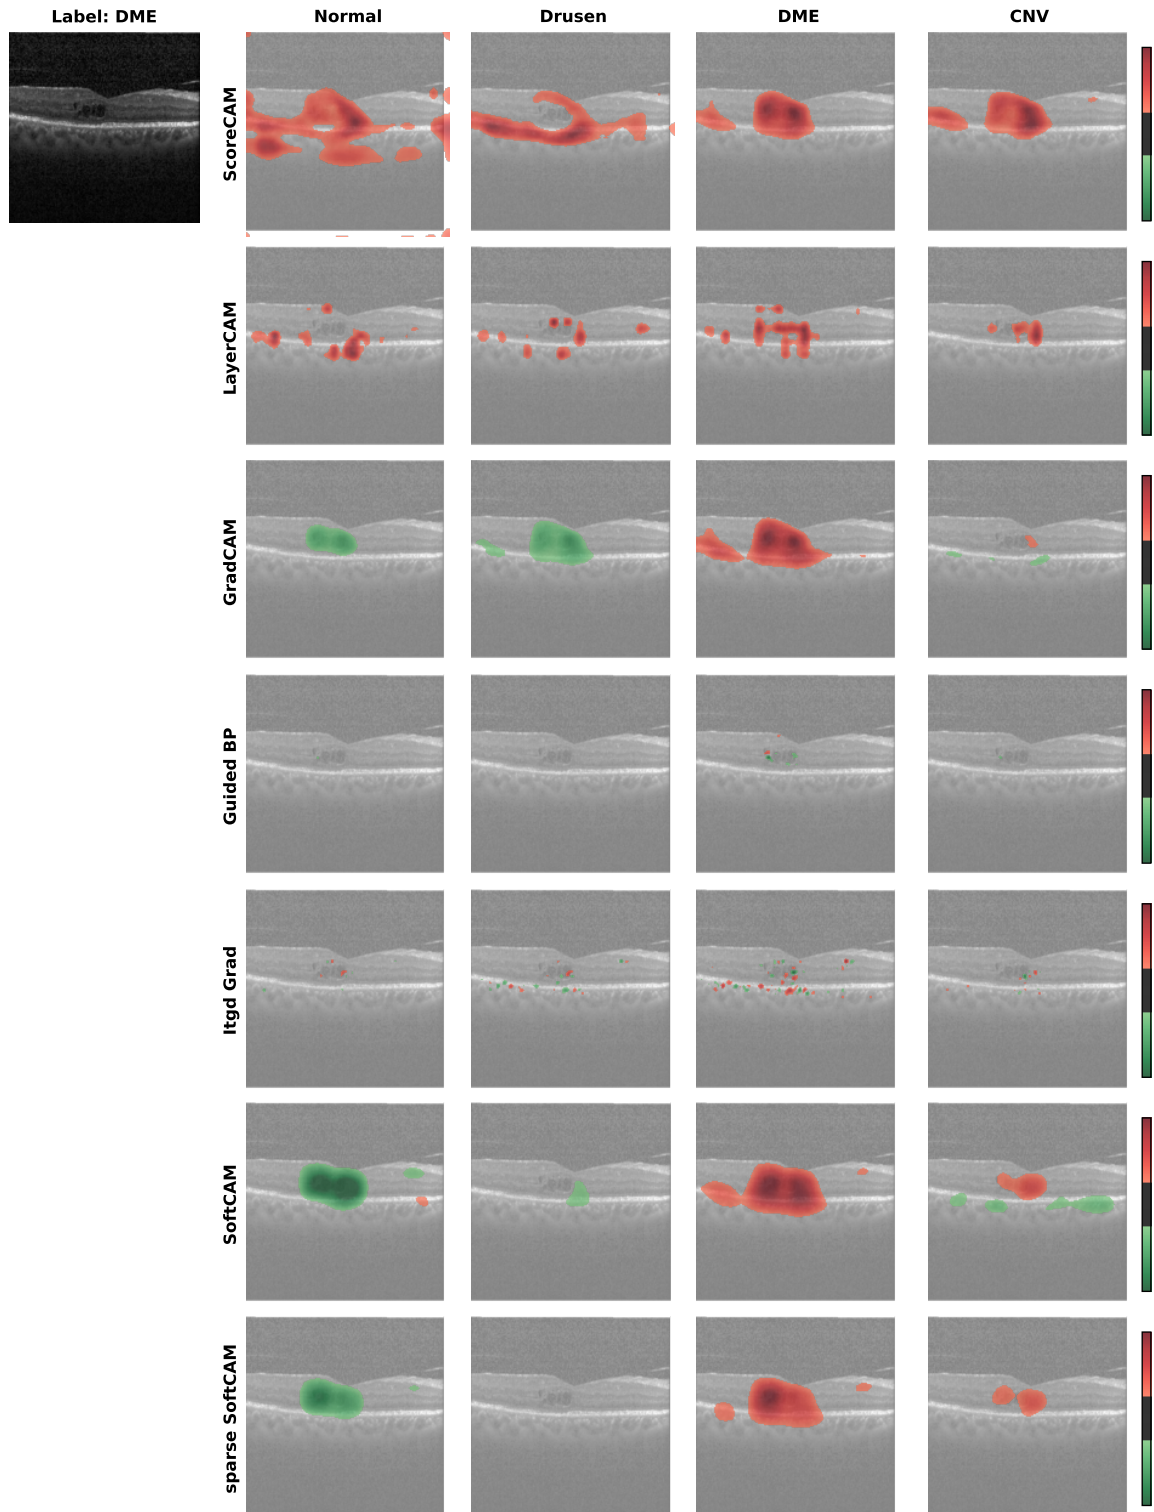 Label: DME
Normal
Drusen
DME
CNV
ScoreCAM
LayerCAM
GradCAM
Guided BP
Itgd Grad
SoftCAM
sparse SoftCAM